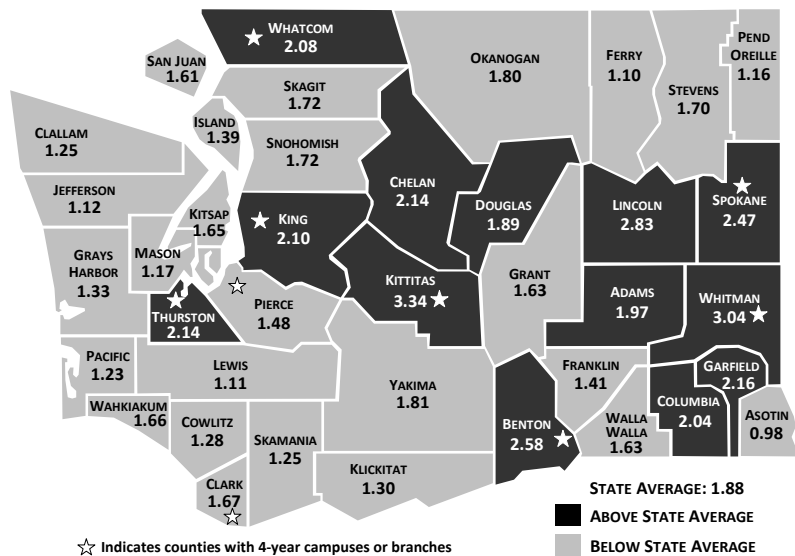 WHATCOM
2.08
SAN JUAN
1.61
SKAGIT
1.72
ISLAND
1.39
SNOHOMISH
1.72
OKANOGAN
1.80
FERRY
1.10
STEVENS
1.70
PEND
OREILLE
1.16
CLALLAM
1.25
JEFFERSON
1.12
KITSAP
1.65
KING
2.10
CHELAN
2.14
DOUGLAS
1.89
LINCOLN
2.83
SPOKANE
2.47
GRAYS
HARBOR
1.33
MASON
1.17
THURSTON
2.14
PIERCE
1.48
KITTITAS
3.34
GRANT
1.63
ADAMS
1.97
WHITMAN
3.04
PACIFIC
1.23
LEWIS
1.11
YAKIMA
1.81
FRANKLIN
1.41
GARFIELD
2.16
WAHKIAKUM
1.66
COWLITZ
1.28
SKAMANIA
1.25
BENTON
2.58
WALLA
WALLA
1.63
COLUMBIA
2.04
ASOTIN
0.98
CLARK
1.67
KLICKITAT
1.30
STATE AVERAGE: 1.88
ABOVE STATE AVERAGE
BELOW STATE AVERAGE
Indicates counties with 4-year campuses or branches